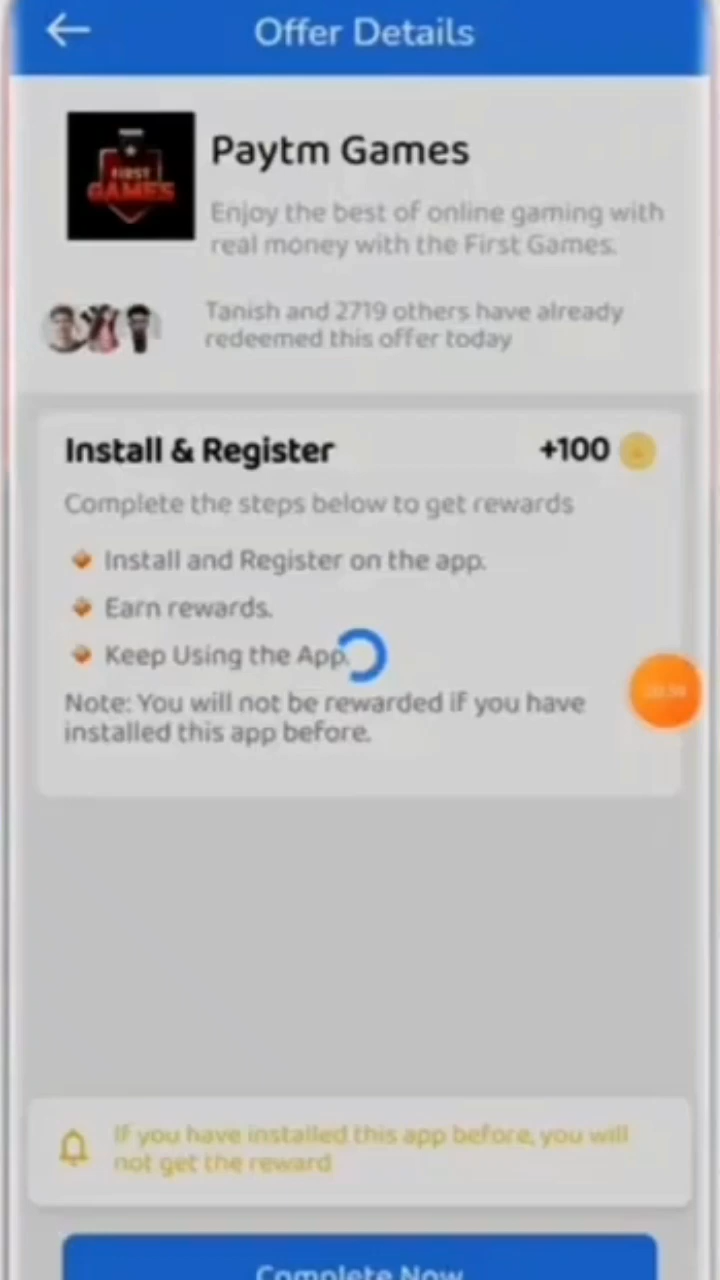 Offer Details
FIRST
GAMES
Paytm Games
Enjoy the best of online gaming with
real money with the First Games.
Tanish and 2719 others have already
redeemed this offer today
Install & Register +100
Complete the steps below to get rewards
Install and Register on the app.
Earn rewards.
Keep Using the App.
Note: You will not be rewarded if you have
installed this app before.
If you have installed this app before, you will
not get the reward
Complete Now